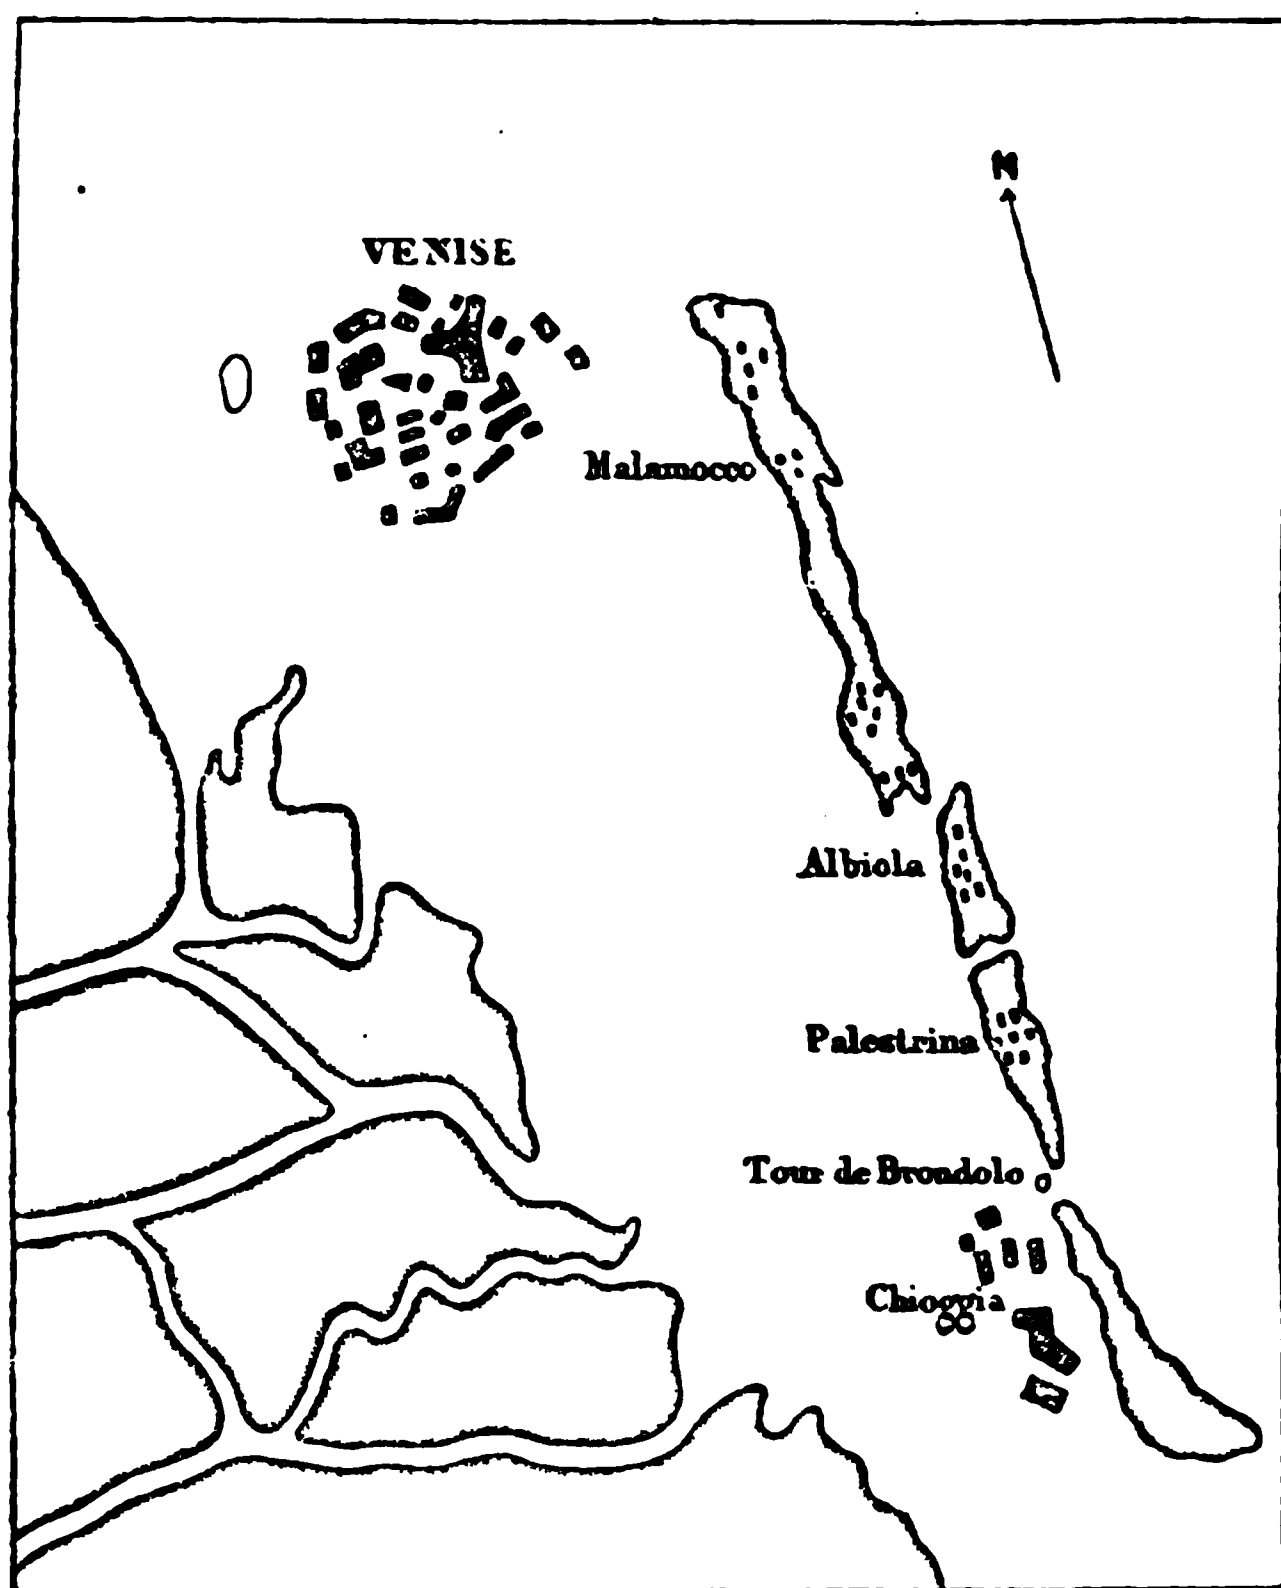 N
VENISE
Malamocco
Albiola
Palestrina
Tour de Brondolo
Chioggia